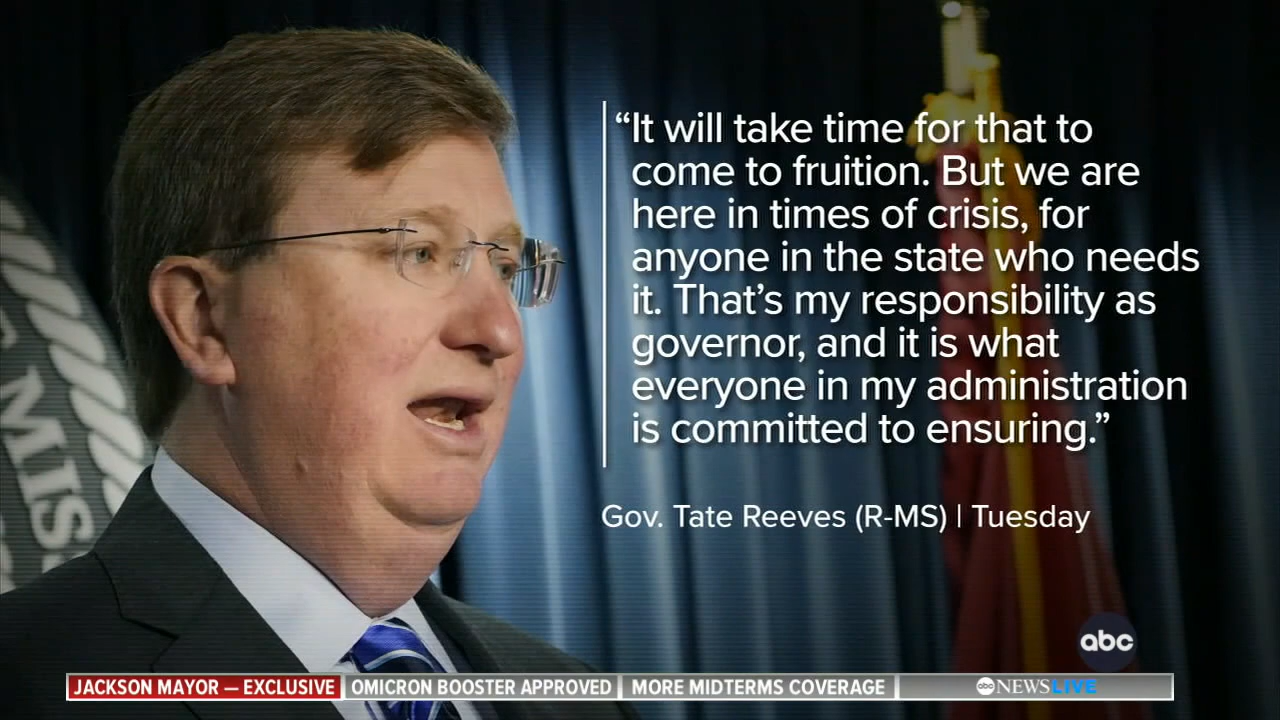 “It will take time for that to
come to fruition. But we are
here in times of crisis, for
anyone in the state who needs
it. That’s my responsibility as
governor, and it is what
everyone in my administration
is committed to ensuring.”
Gov. Tate Reeves (R-MS) | Tuesday
MIS
abc
JACKSON MAYOR — EXCLUSIVE | OMICRON BOOSTER APPROVED | MORE MIDTERMS COVERAGE | abc NEWS LIVE